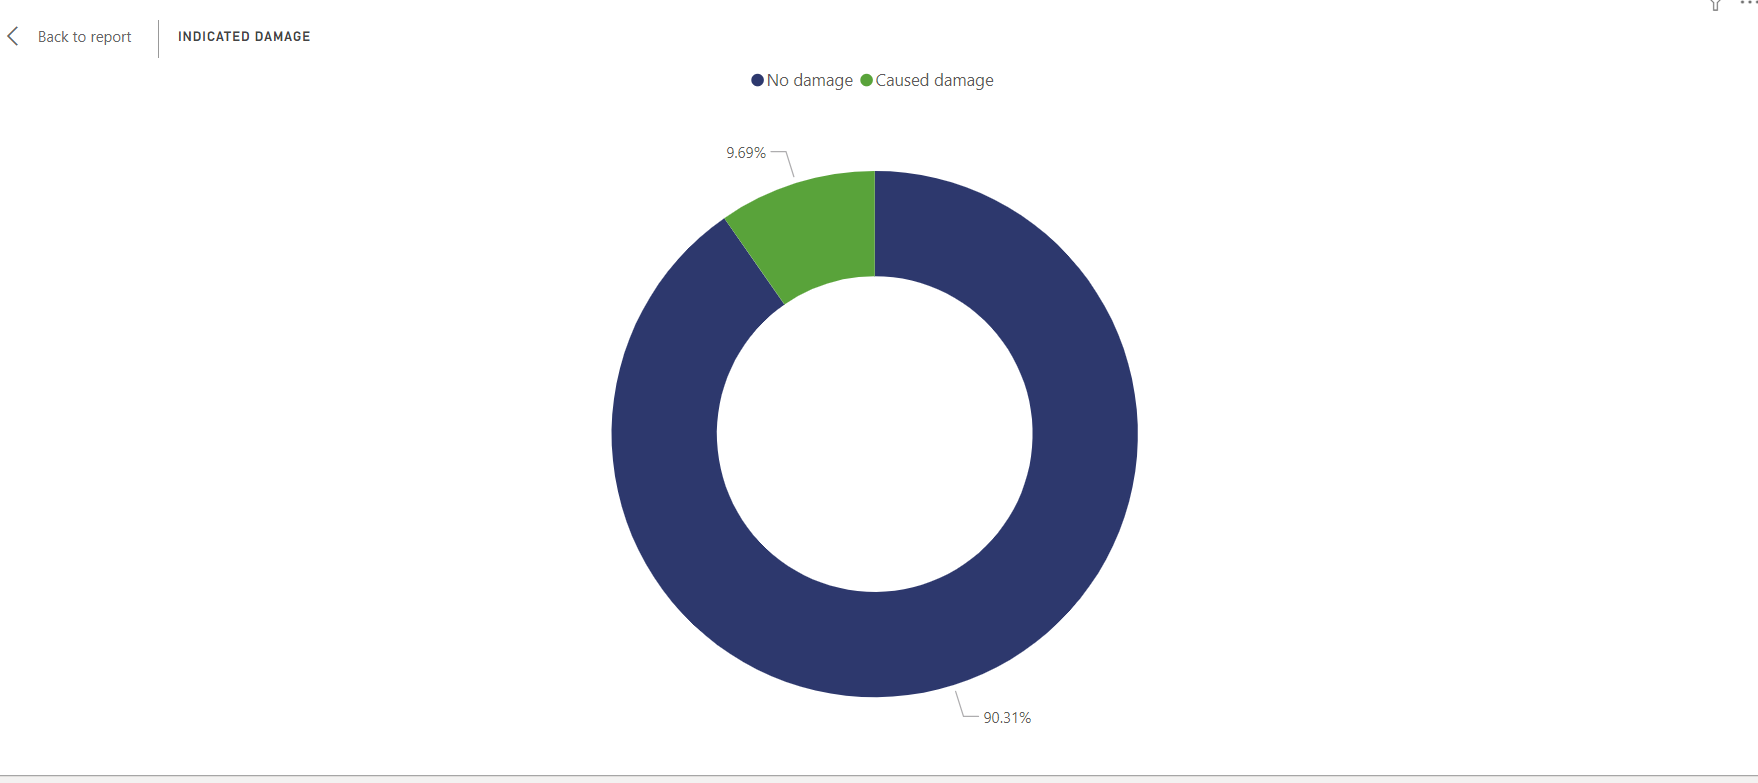 Back to report
INDICATED DAMAGE
No damage Caused damage
9.69%
90.31%